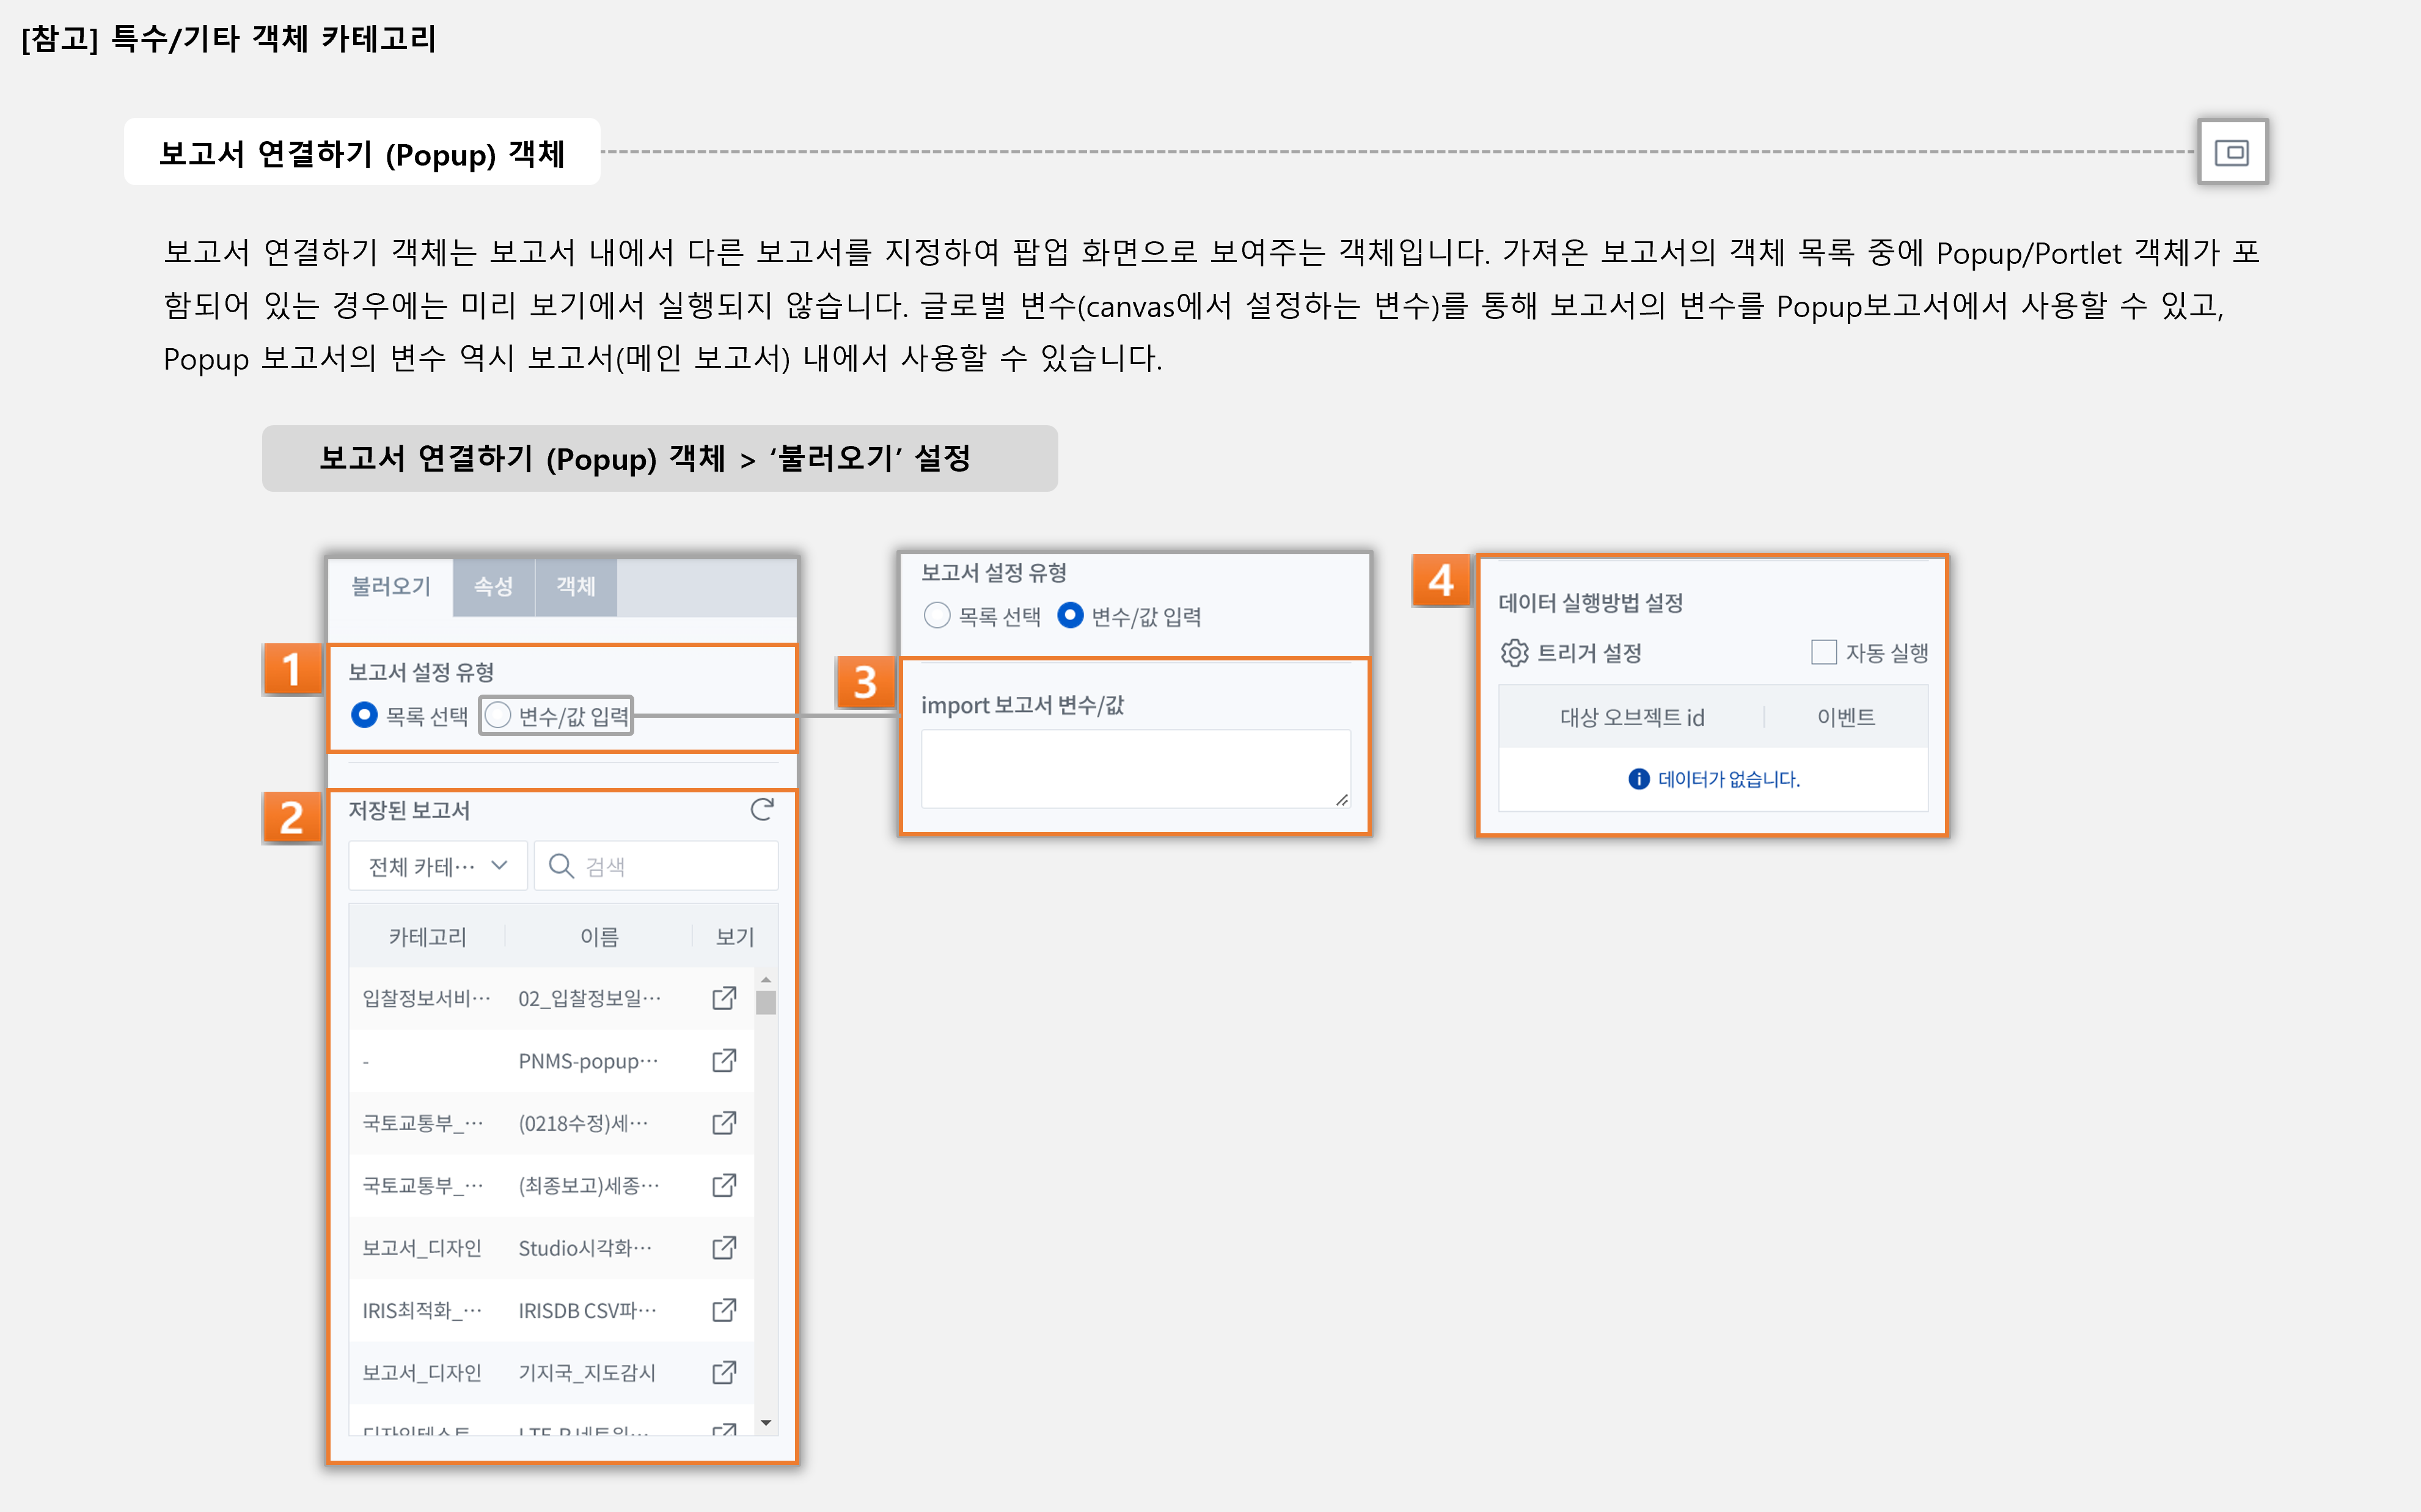 [참고] 특수/기타 객체 카테고리
보고서 연결하기 (Popup) 객체
보고서 연결하기 객체는 보고서 내에서 다른 보고서를 지정하여 팝업 화면으로 보여주는 객체입니다. 가져온 보고서의 객체 목록 중에 Popup/Portlet 객체가 포
함되어 있는 경우에는 미리 보기에서 실행되지 않습니다. 글로벌 변수(canvas에서 설정하는 변수)를 통해 보고서의 변수를 Popup보고서에서 사용할 수 있고,
Popup 보고서의 변수 역시 보고서(메인 보고서) 내에서 사용할 수 있습니다.
보고서 연결하기 (Popup) 객체 > ‘불러오기’ 설정
불러오기 속성 객체
1
보고서 설정 유형
목록 선택 변수/값 입력
2
저장된 보고서
전체 카테··· 검색
카테고리 이름 보기
입찰정보서비··· 02_입찰정보일···
- PNMS-popup···
국토교통부_··· (0218수정)세···
국토교통부_··· (최종보고)세종···
보고서_디자인 Studio시각화···
IRIS최적화_··· IRISDB CSV파···
보고서_디자인 기지국_지도감시
보고서 설정 유형
목록 선택 변수/값 입력
3
import 보고서 변수/값
4
데이터 실행방법 설정
트리거 설정 자동 실행
대상 오브젝트 id 이벤트
데이터가 없습니다.